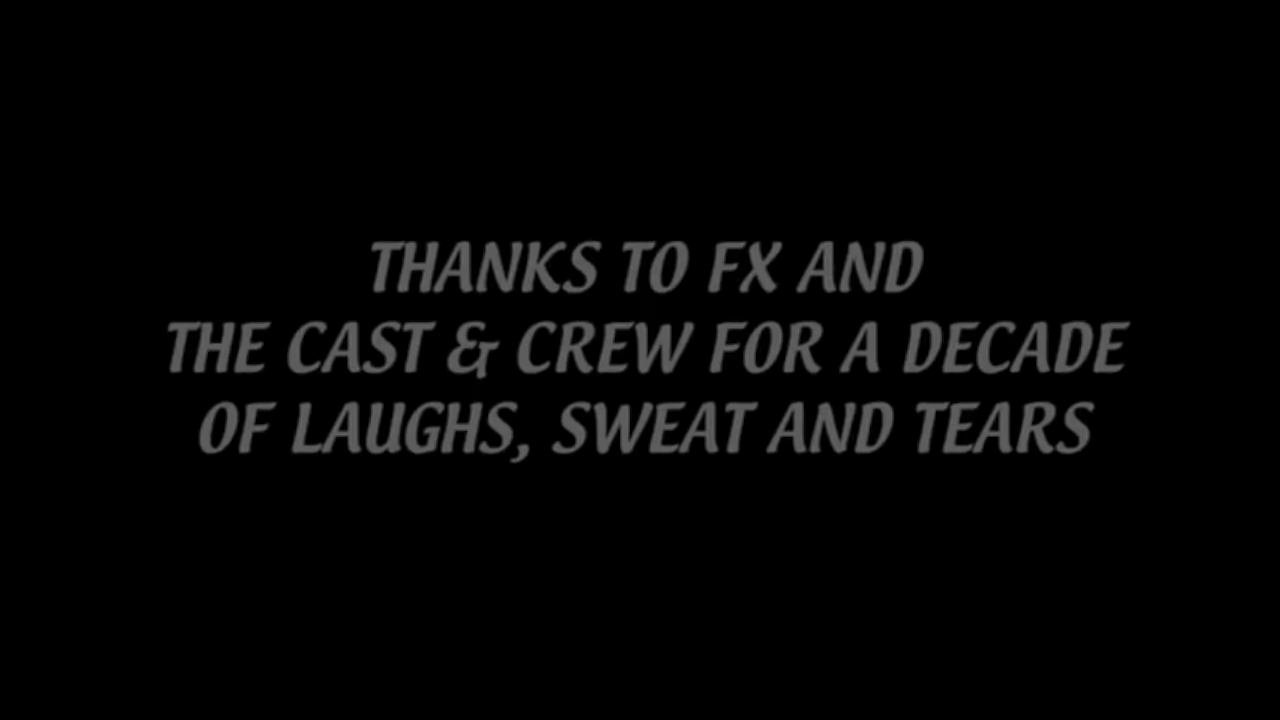 THANKS TO FX AND
THE CAST & CREW FOR A DECADE
OF LAUGHS, SWEAT AND TEARS